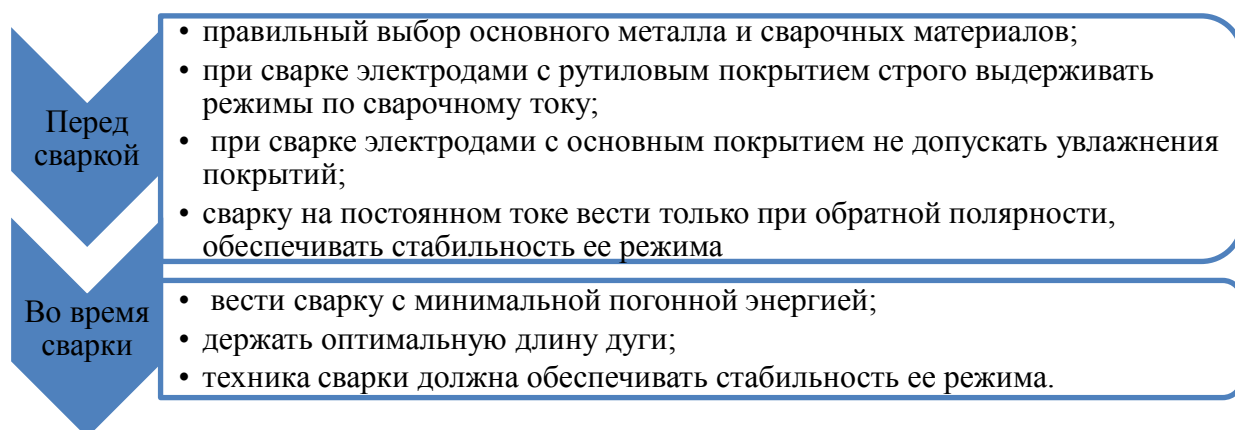 Перед
сваркой
• правильный выбор основного металла и сварочных материалов;
• при сварке электродами с рутиловым покрытием строго выдерживать
режимы по сварочному току;
• при сварке электродами с основным покрытием не допускать увлажнения
покрытий;
• сварку на постоянном токе вести только при обратной полярности,
обеспечивать стабильность ее режима
Во время
сварки
• вести сварку с минимальной погонной энергией;
• держать оптимальную длину дуги;
• техника сварки должна обеспечивать стабильность ее режима.